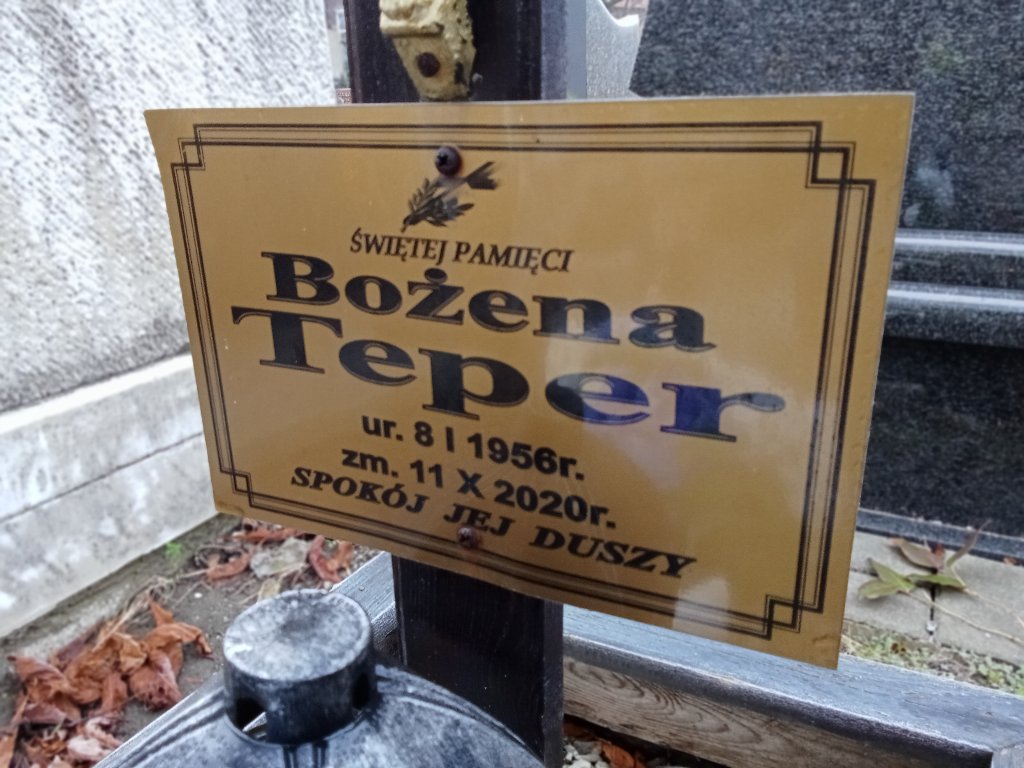 ŚWIĘTEJ PAMIĘCI
Bożena
Teper
ur. 8 I 1956r.
zm. 11 X 2020r.
SPOKÓJ JEJ DUSZY